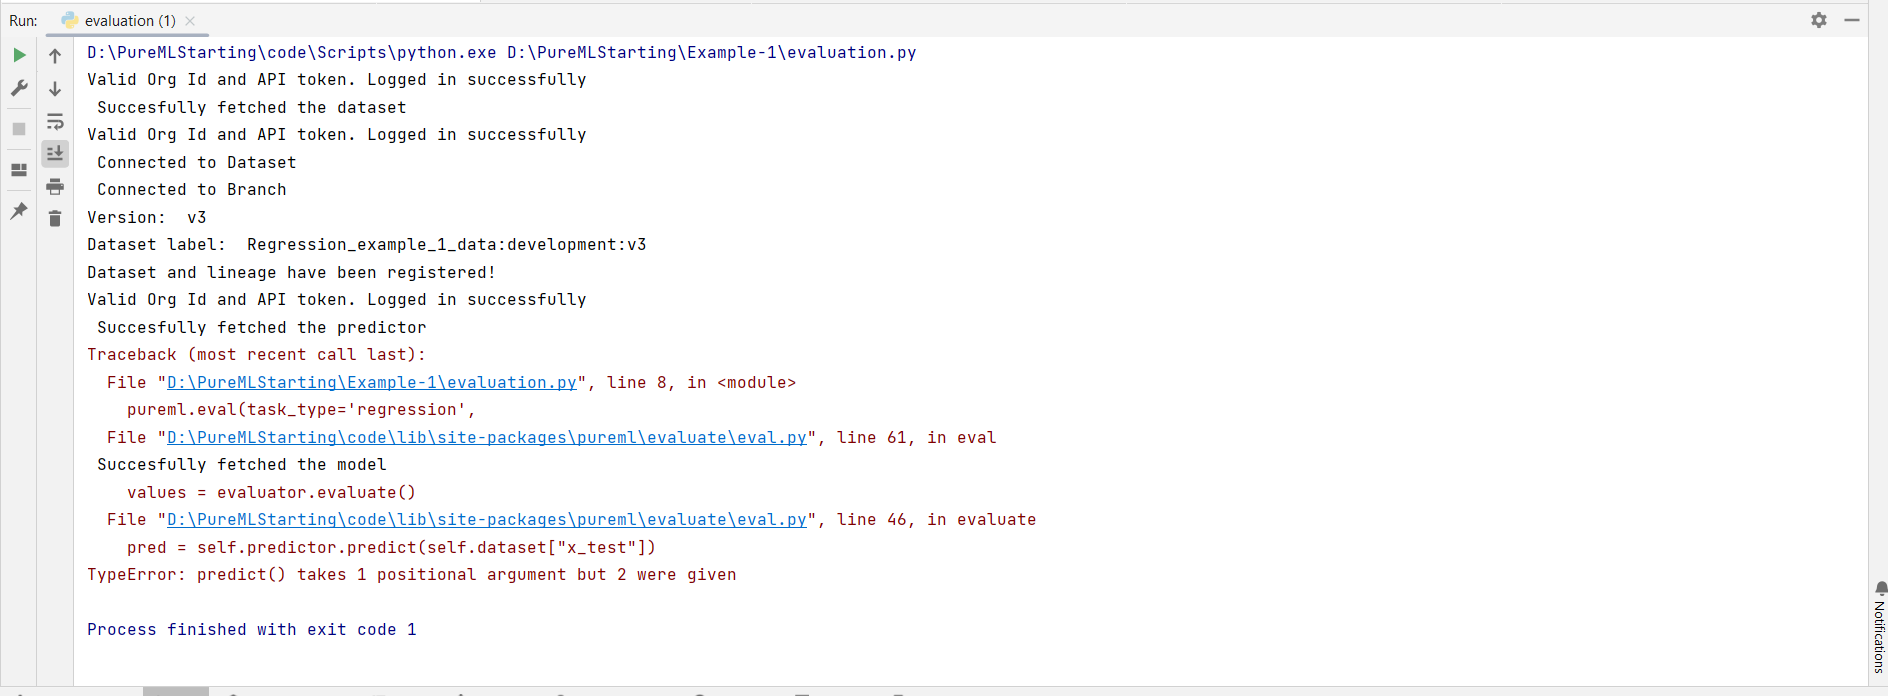 Run: evaluation (1)
D:\PureMLStarting\code\Scripts\python.exe D:\PureMLStarting\Example-1\evaluation.py
Valid Org Id and API token. Logged in successfully
 Succesfully fetched the dataset
Valid Org Id and API token. Logged in successfully
 Connected to Dataset
 Connected to Branch
Version:  v3
Dataset label:  Regression_example_1_data:development:v3
Dataset and lineage have been registered!
Valid Org Id and API token. Logged in successfully
 Succesfully fetched the predictor
Traceback (most recent call last):
  File "D:\PureMLStarting\Example-1\evaluation.py", line 8, in <module>
    pureml.eval(task_type='regression',
  File "D:\PureMLStarting\code\lib\site-packages\pureml\evaluate\eval.py", line 61, in eval
 Succesfully fetched the model
    values = evaluator.evaluate()
  File "D:\PureMLStarting\code\lib\site-packages\pureml\evaluate\eval.py", line 46, in evaluate
    pred = self.predictor.predict(self.dataset["x_test"])
TypeError: predict() takes 1 positional argument but 2 were given
Process finished with exit code 1
Notifications